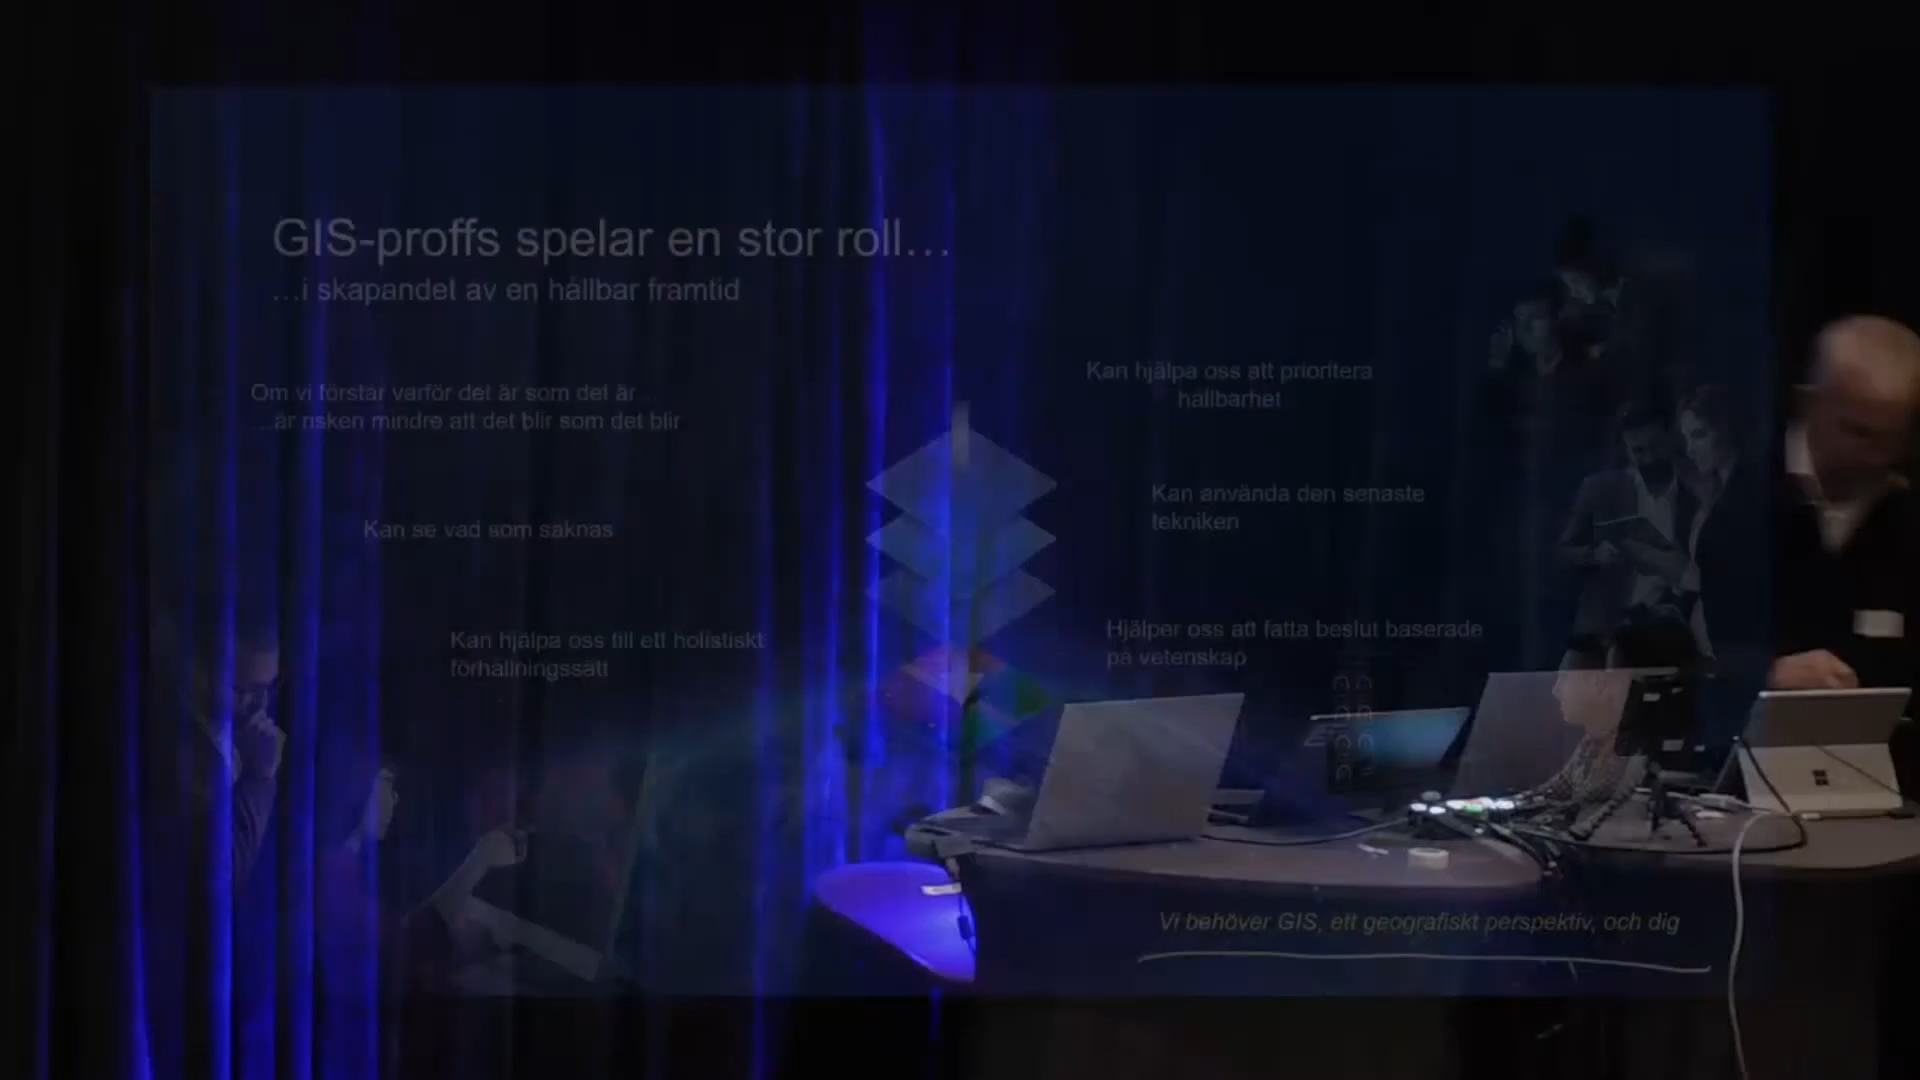 GIS-proffs spelar en stor roll…
…i skapandet av en hållbar framtid
Om vi förstår varför det är som det är…
…är risken mindre att det blir som det blir
Kan se vad som saknas
Kan hjälpa oss till ett holistiskt
förhållningssätt
Kan hjälpa oss att prioritera
hållbarhet
Kan använda den senaste
tekniken
Hjälper oss att fatta beslut baserade
på vetenskap
Vi behöver GIS, ett geografiskt perspektiv, och dig